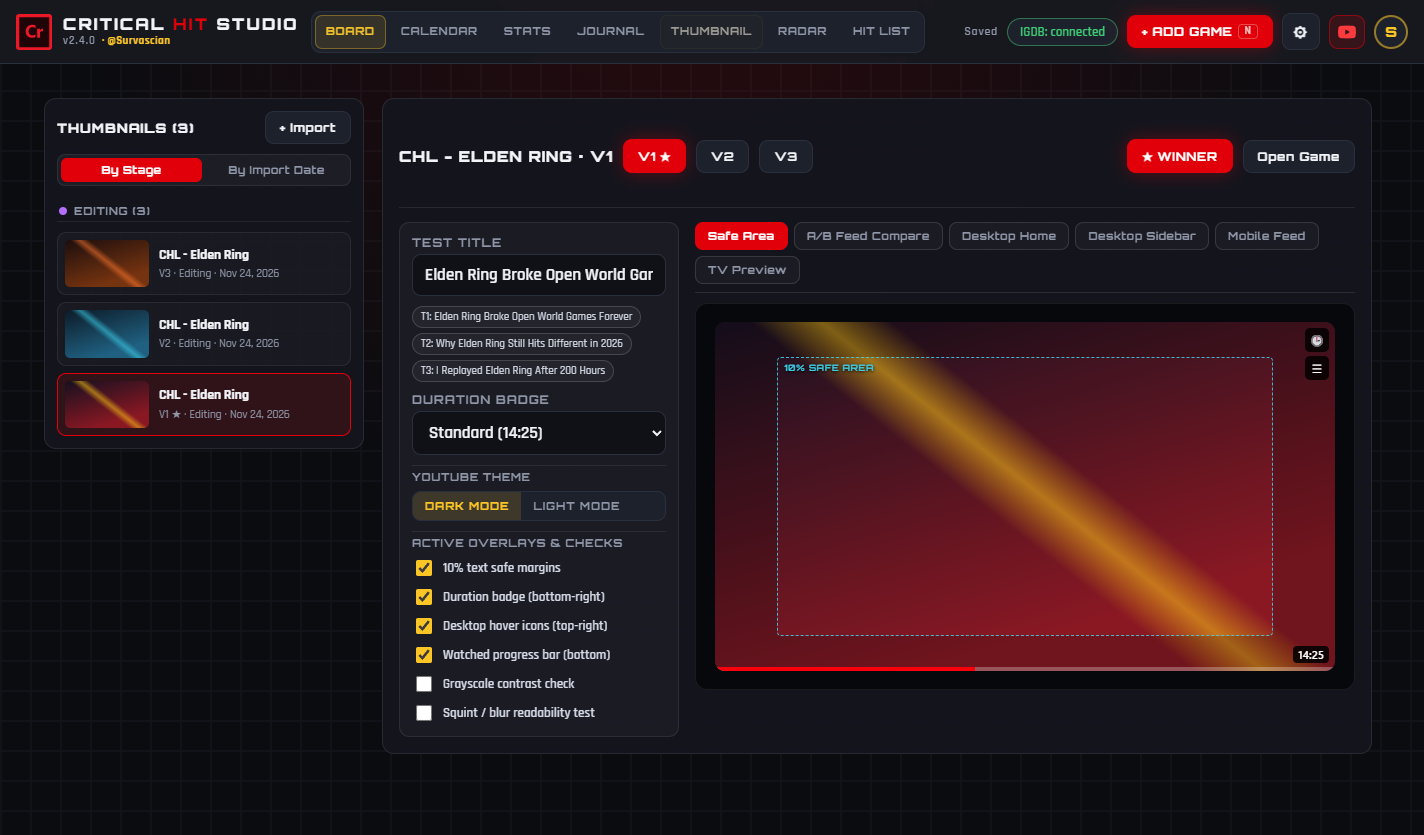 Cr
CRITICAL HIT STUDIO
v2.4.0 · @Survascian
BOARD CALENDAR STATS JOURNAL THUMBNAIL RADAR HIT LIST
Saved IGDB: connected + ADD GAME N S
THUMBNAILS (3) + Import
By Stage By Import Date
EDITING (3)
CHL - Elden Ring
V3 · Editing · Nov 24, 2026
CHL - Elden Ring
V2 · Editing · Nov 24, 2026
CHL - Elden Ring
V1 ★ · Editing · Nov 24, 2026
CHL - ELDEN RING · V1 V1 ★ V2 V3 ★ WINNER Open Game
TEST TITLE
Elden Ring Broke Open World Gar
T1: Elden Ring Broke Open World Games Forever
T2: Why Elden Ring Still Hits Different in 2026
T3: I Replayed Elden Ring After 200 Hours
DURATION BADGE
Standard (14:25)
YOUTUBE THEME
DARK MODE LIGHT MODE
ACTIVE OVERLAYS & CHECKS
10% text safe margins
Duration badge (bottom-right)
Desktop hover icons (top-right)
Watched progress bar (bottom)
Grayscale contrast check
Squint / blur readability test
Safe Area A/B Feed Compare Desktop Home Desktop Sidebar Mobile Feed
TV Preview
10% SAFE AREA
14:25